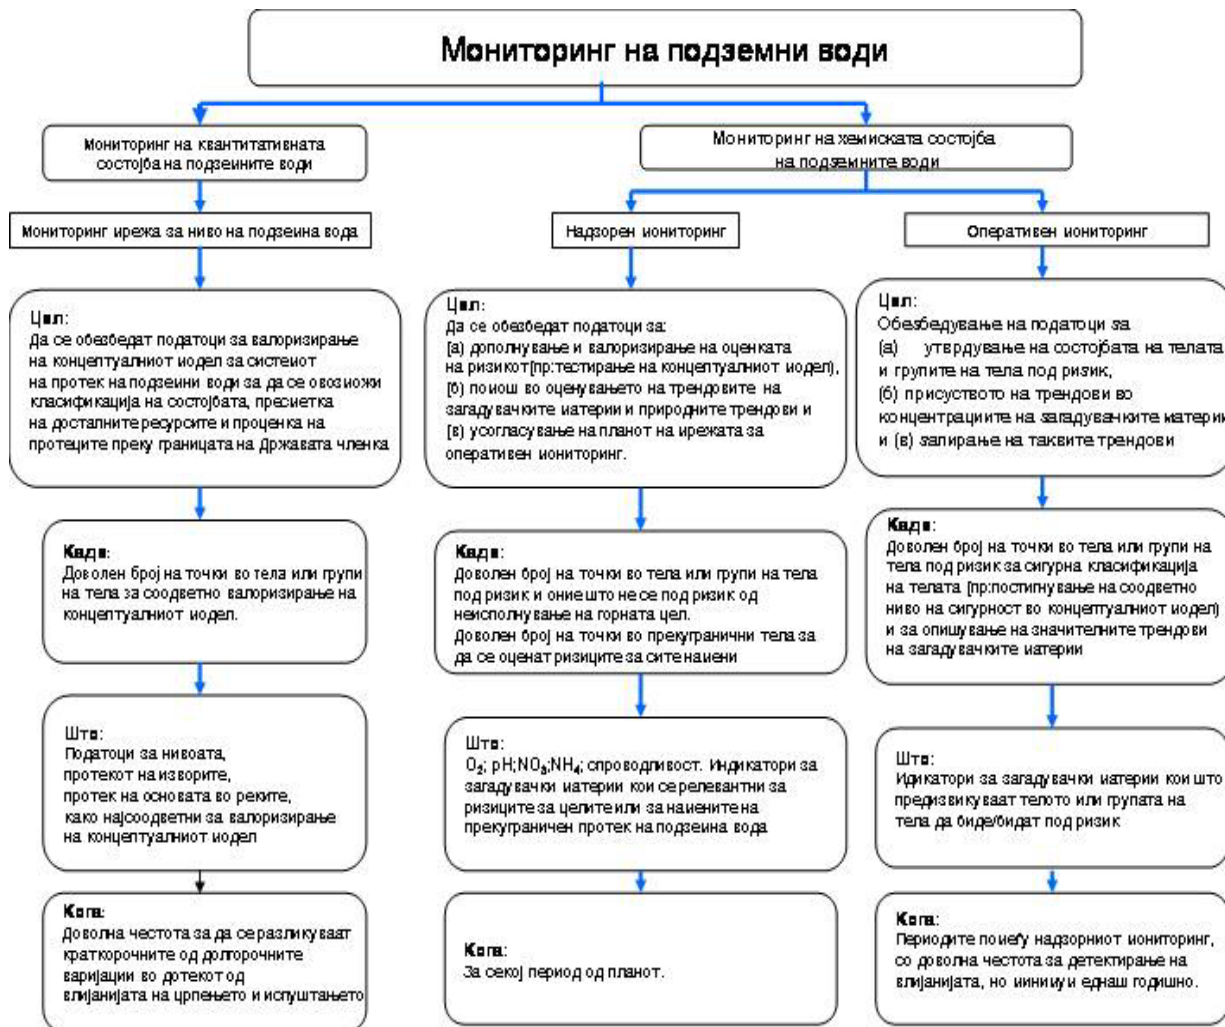 Мониторинг на подземни води
Мониторинг на квантитативната
состојба на подземните води
Мониторинг мрежа за ниво на подземна вода
Цел:
Да се обезбедат податоци за валоризирање
на концептуалниот модел за системот
на протек на подземни води за да се овозможи
класификација на состојбата, пресметка
на досталните ресурсите и проценка на
протеците преку границата на Државата членка
Каде:
Доволен број на точки во тела или групи
на тела за соодветно валоризирање на
концептуалниот модел.
Што:
Податоци за нивоата,
протекот на изворите,
протек на основата во реките,
како најсоодветни за валоризирање
на концептуалниот модел
Кога:
Доволна честота за да се разликуваат
краткорочните од долгорочните
варијации во дотекот од
влијанијата на црпењето и испуштањето
Мониторинг на хемиската состојба
на подземните води
Надзорен мониторинг
Цел:
Да се обезбедат податоци за:
(а) дополнување и валоризирање на оценката
на ризикот(пр:тестирање на концептуалниот модел),
(б) помош во оценувањето на трендовите на
загадувачките материи и природните трендови и
(в) усогласување на планот на мрежата за
оперативен мониторинг.
Каде:
Доволен број на точки во тела или групи на тела
под ризик и оние што не се под ризик од
неисполнување на горната цел.
Доволен број на точки во прекугранични тела за
да се оценат ризиците за сите намени
Што:
O₂; pH;NO₃;NH₄; спроводливост. Индикатори за
загадувачки материи кои се релевантни за
ризиците за целите или за намените на
прекуграничен проток на подземна вода
Кога:
За секој период од планот.
Оперативен мониторинг
Цел:
Обезбедување на податоци за
(а) утврдување на состојбата на телата
и групите на тела под ризик,
(б) присуството на трендови во
концентрациите на загадувачките материи
и (в) запирање на таквите трендови
Каде:
Доволен број на точки во тела или групи на
тела под ризик за сигурна класификација
на телата (пр:постигнување на соодветно
ниво на сигурност во концептуалниот модел)
и за опишување на значителните трендови
на загадувачките материи
Што:
Идикатори за загадувачки материи кои што
предизвикуваат телото или групата на
тела да биде/бидат под ризик
Кога:
Периодите помеѓу надзорниот мониторинг,
со доволна честота за детектирање на
влијанијата, но минимум еднаш годишно.